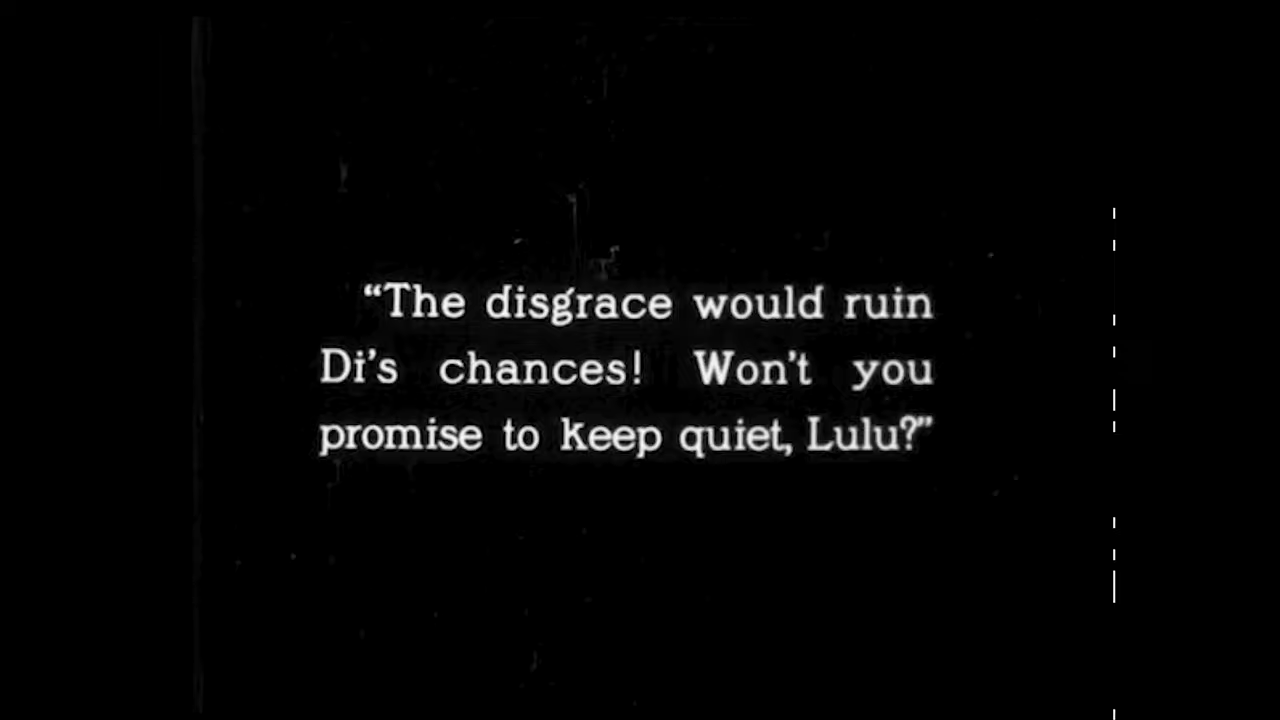 “The disgrace would ruin
Di’s chances! Won’t you
promise to keep quiet, Lulu?”